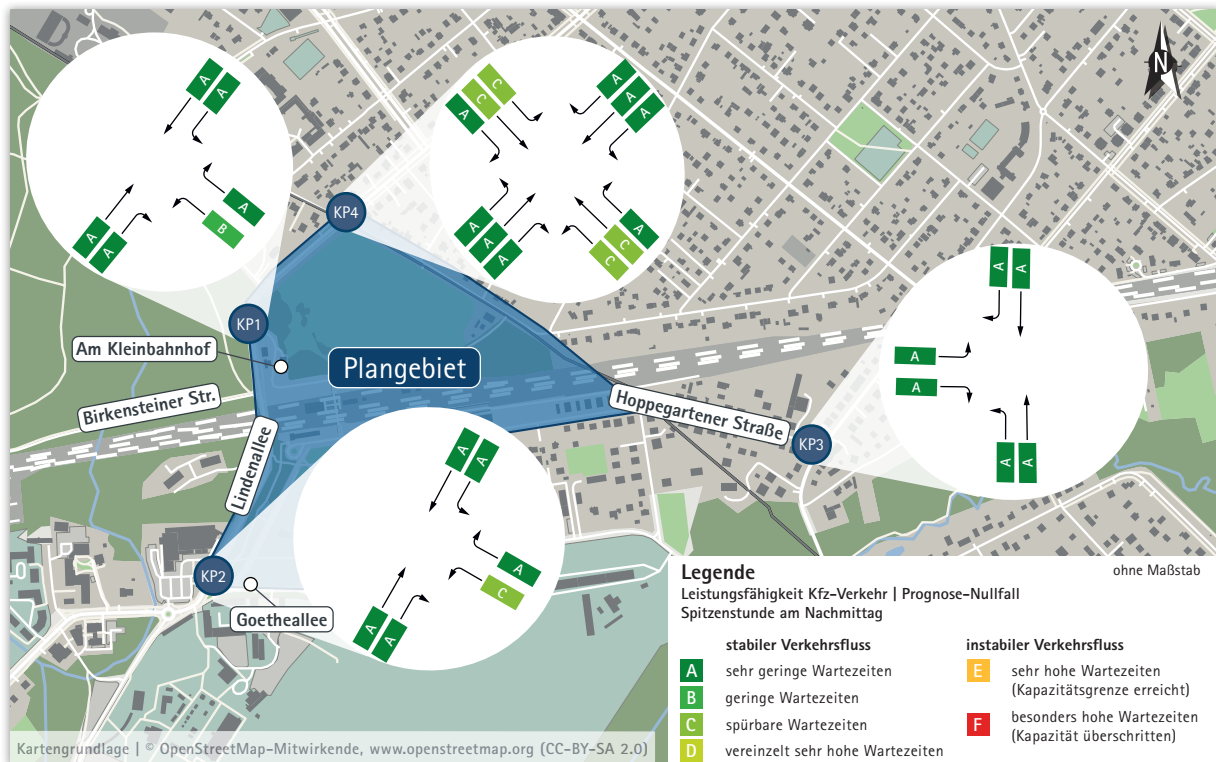 A
A
A
A
A
B
C
C
A
A
A
A
A
A
A
A
C
C
N
KP4
KP1
Am Kleinbahnhof
Plangebiet
Birkensteiner Str.
Lindenallee
Hoppegartener Straße
KP3
A
A
A
A
A
A
A
A
A
C
A
A
KP2
Goetheallee
Legende
ohne Maßstab
Leistungsfähigkeit Kfz-Verkehr | Prognose-Nullfall
Spitzenstunde am Nachmittag
stabiler Verkehrsfluss
A sehr geringe Wartezeiten
B geringe Wartezeiten
C spürbare Wartezeiten
D vereinzelt sehr hohe Wartezeiten
instabiler Verkehrsfluss
E sehr hohe Wartezeiten
(Kapazitätsgrenze erreicht)
F besonders hohe Wartezeiten
(Kapazität überschritten)
Kartengrundlage | © OpenStreetMap-Mitwirkende, www.openstreetmap.org (CC-BY-SA 2.0)